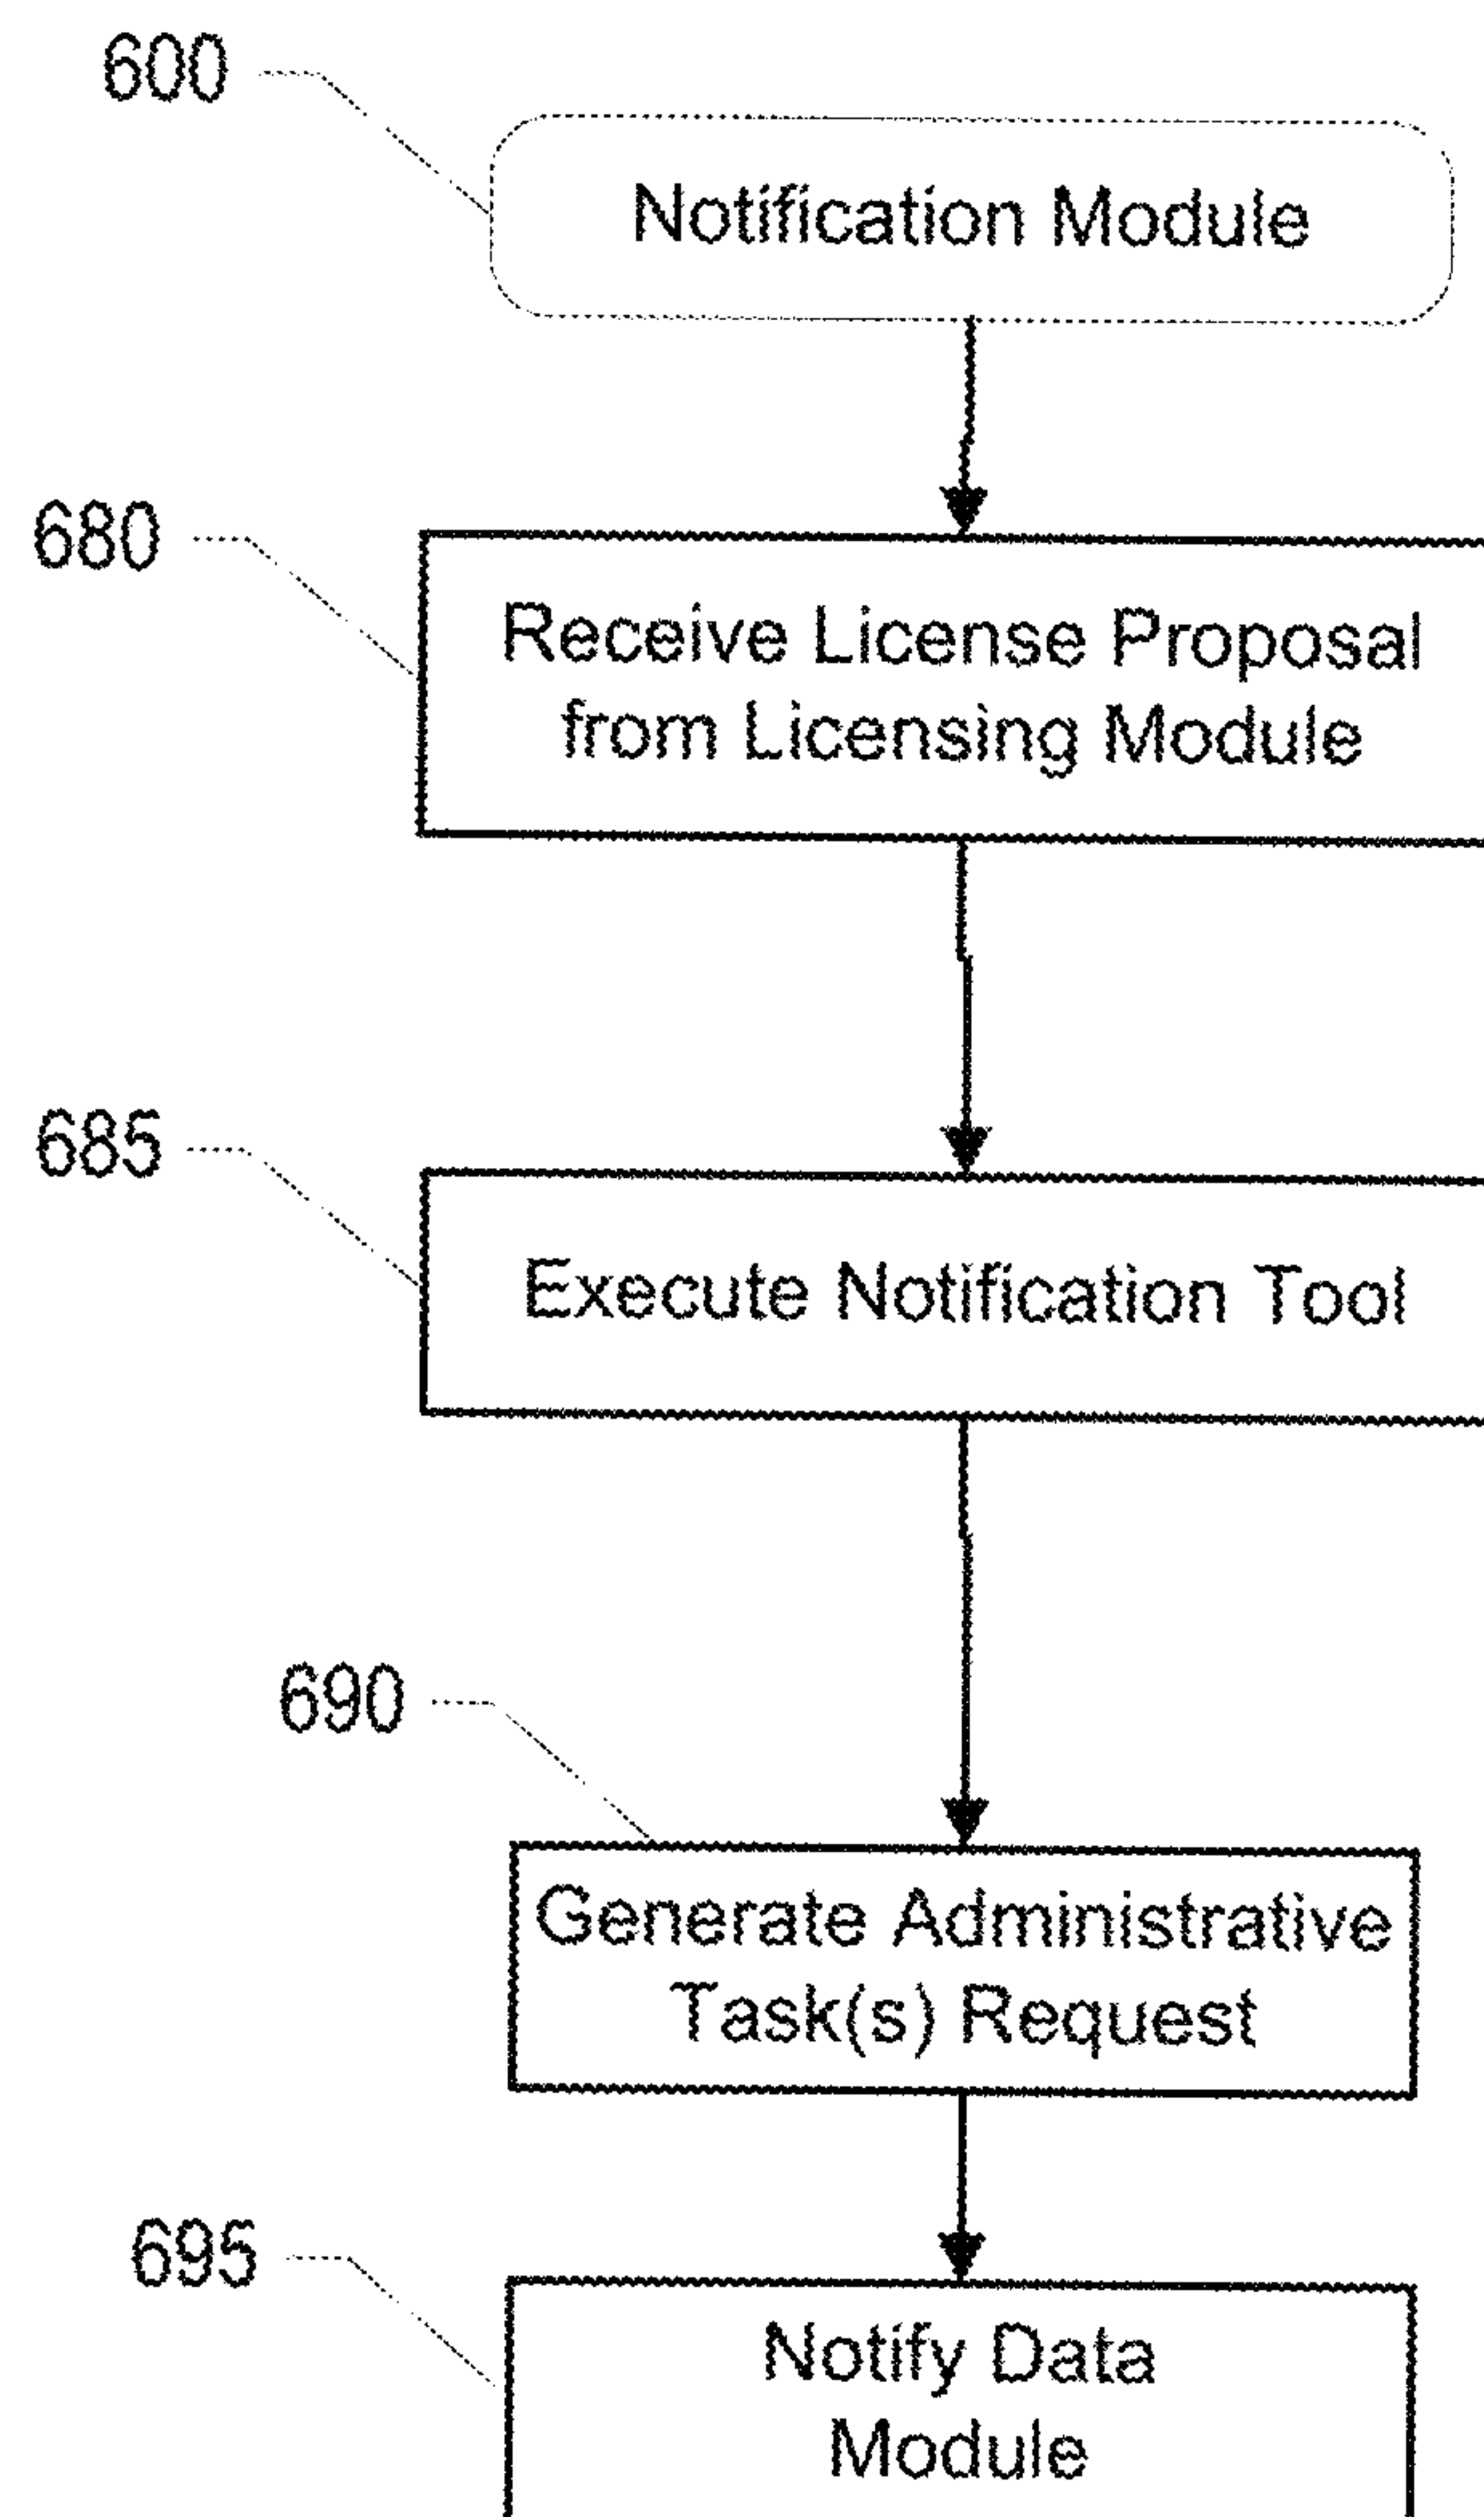 600
Notification Module
680
Receive License Proposal
from Licensing Module
685
Execute Notification Tool
690
Generate Administrative
Task(s) Request
695
Notify Data
Module